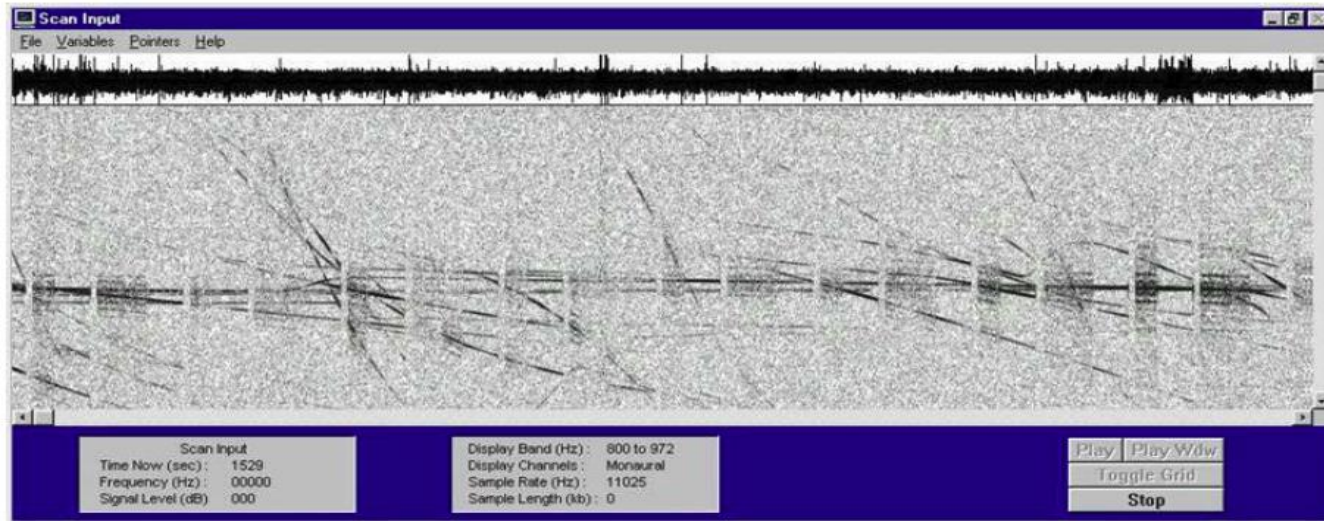 Scan Input
File Variables Pointers Help
Scan Input
Time Now (sec) : 1529
Frequency (Hz) : 00000
Signal Level (dB) 000
Display Band (Hz) : 800 to 972
Display Channels : Monaural
Sample Rate (Hz) : 11025
Sample Length (kb) : 0
Play Play Wdw
Toggle Grid
Stop